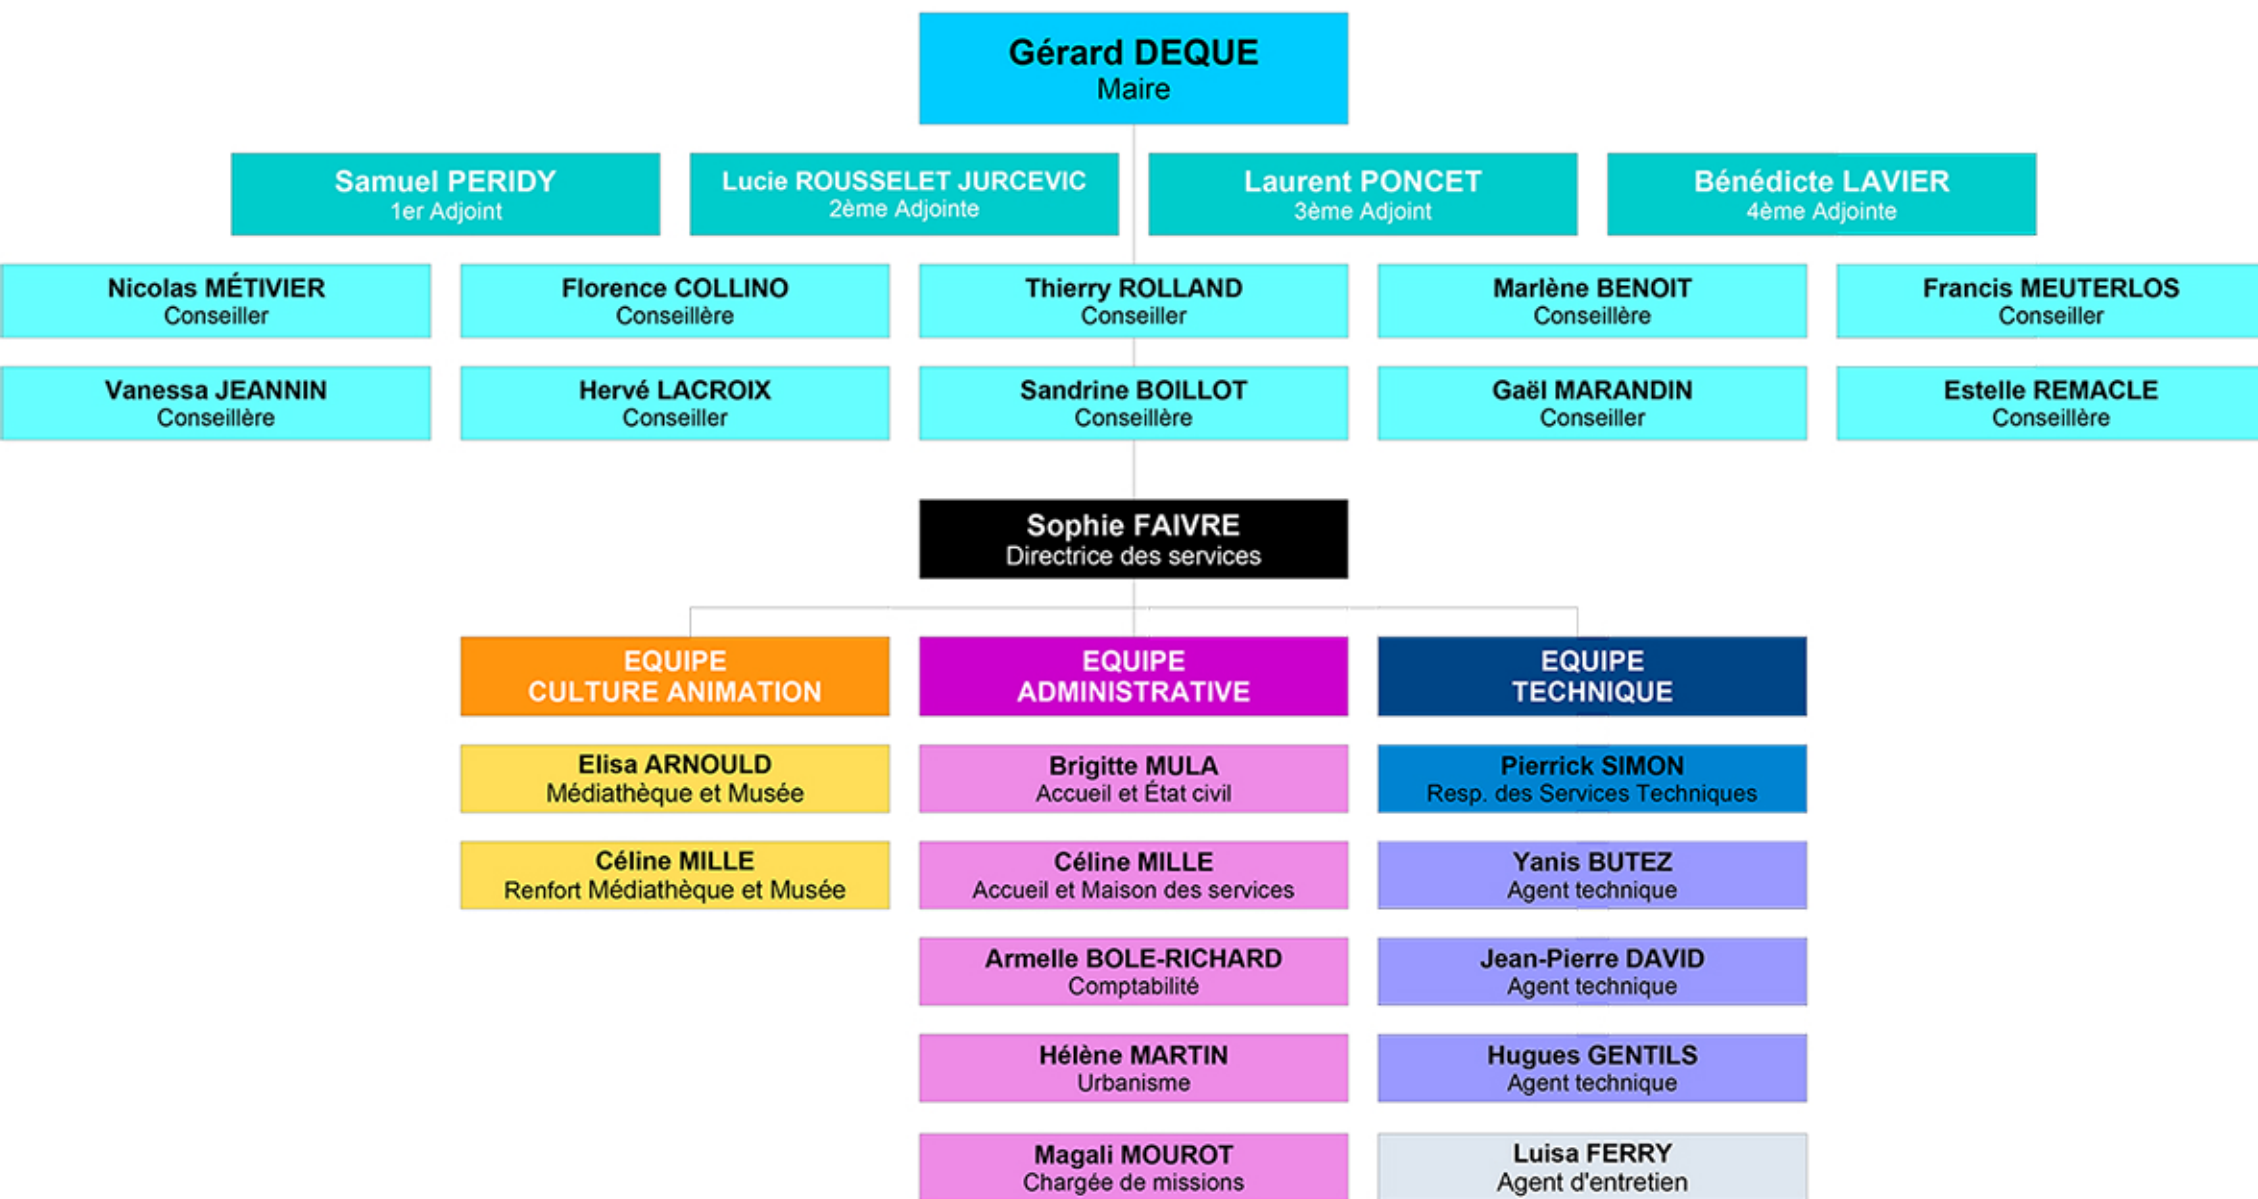 Gérard DEQUE
Maire
Samuel PERIDY
1er Adjoint
Lucie ROUSSELET JURCEVIC
2ème Adjointe
Laurent PONCET
3ème Adjoint
Bénédicte LAVIER
4ème Adjointe
Nicolas MÉTIVIER
Conseiller
Florence COLLINO
Conseillère
Thierry ROLLAND
Conseiller
Marlène BENOIT
Conseillère
Francis MEUTERLOS
Conseiller
Vanessa JEANNIN
Conseillère
Hervé LACROIX
Conseiller
Sandrine BOILLOT
Conseillère
Gaël MARANDIN
Conseiller
Estelle REMACLE
Conseillère
Sophie FAIVRE
Directrice des services
EQUIPE
CULTURE ANIMATION
Elisa ARNOULD
Médiathèque et Musée
Céline MILLE
Renfort Médiathèque et Musée
EQUIPE
ADMINISTRATIVE
Brigitte MULA
Accueil et État civil
Céline MILLE
Accueil et Maison des services
Armelle BOLE-RICHARD
Comptabilité
Hélène MARTIN
Urbanisme
Magali MOUROT
Chargée de missions
EQUIPE
TECHNIQUE
Pierrick SIMON
Resp. des Services Techniques
Yanis BUTEZ
Agent technique
Jean-Pierre DAVID
Agent technique
Hugues GENTILS
Agent technique
Luisa FERRY
Agent d'entretien